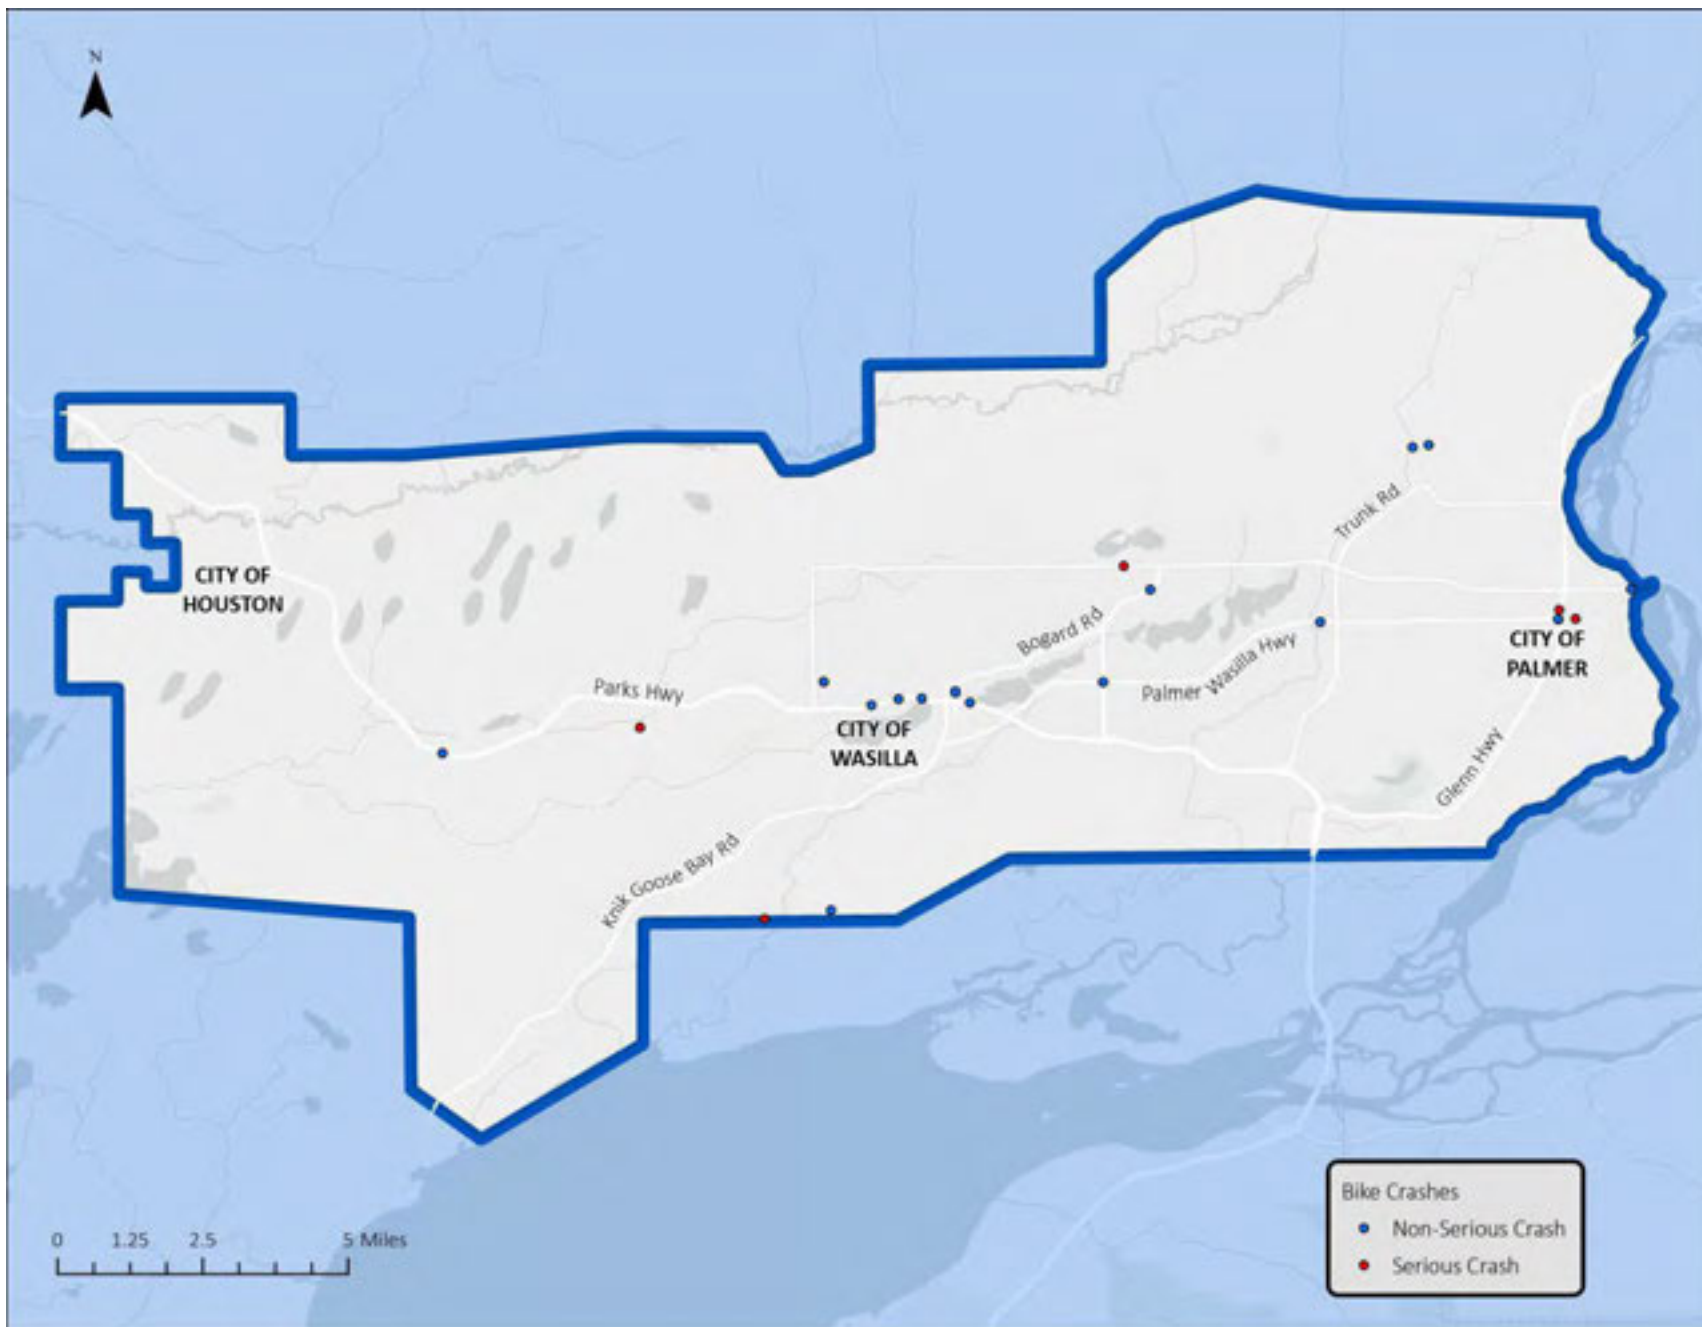 N
Trunk Rd
CITY OF
HOUSTON
Bogard Rd
CITY OF
PALMER
Palmer Wasilla Hwy
Parks Hwy
CITY OF
WASILLA
Glenn Hwy
Knik Goose Bay Rd
Bike Crashes
Non-Serious Crash
Serious Crash
0 1.25 2.5 5 Miles